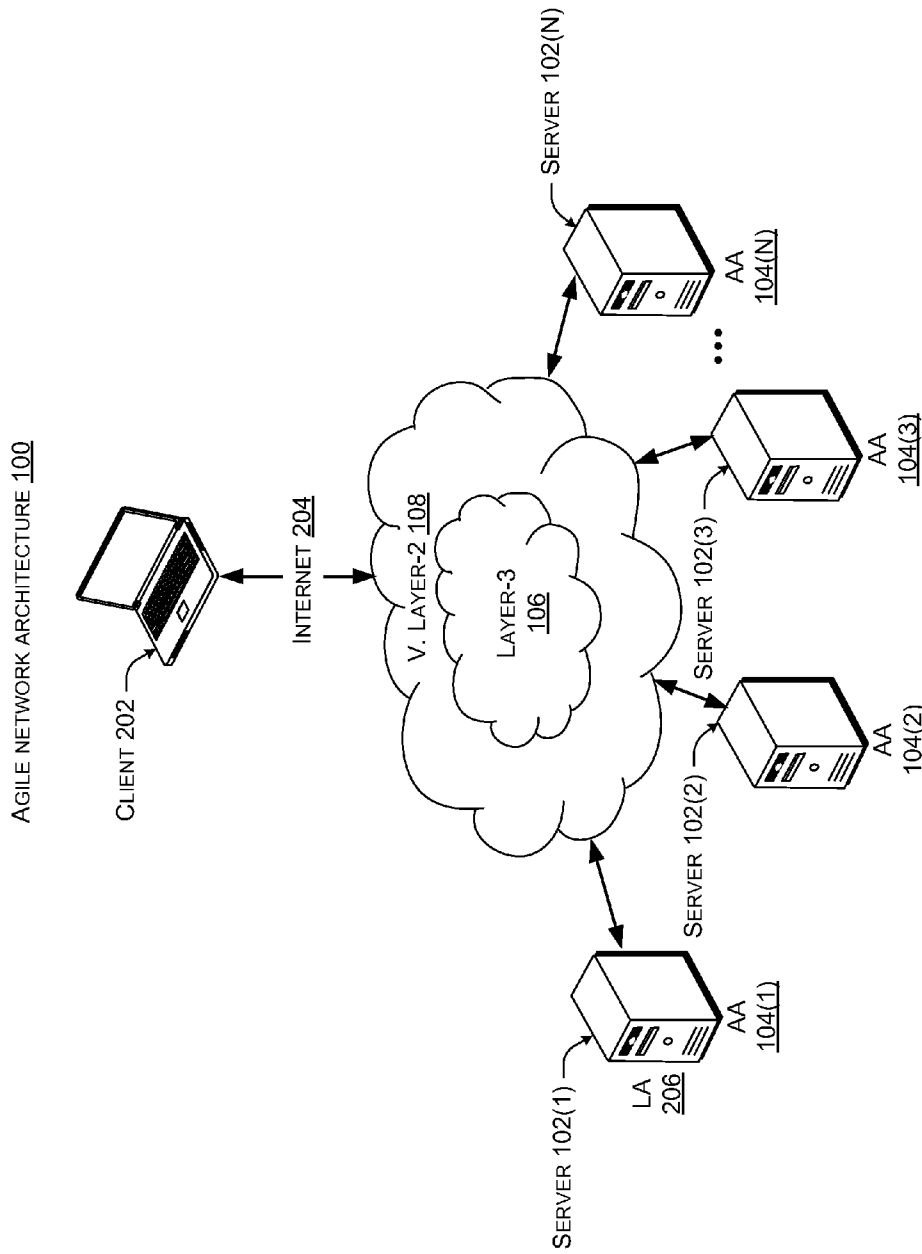 AGILE NETWORK ARCHITECTURE 100
CLIENT 202
INTERNET 204
V. LAYER-2 108
LAYER-3
106
SERVER 102(1)
LA
206
AA
104(1)
SERVER 102(2)
AA
104(2)
SERVER 102(3)
AA
104(3)
...
SERVER 102(N)
AA
104(N)